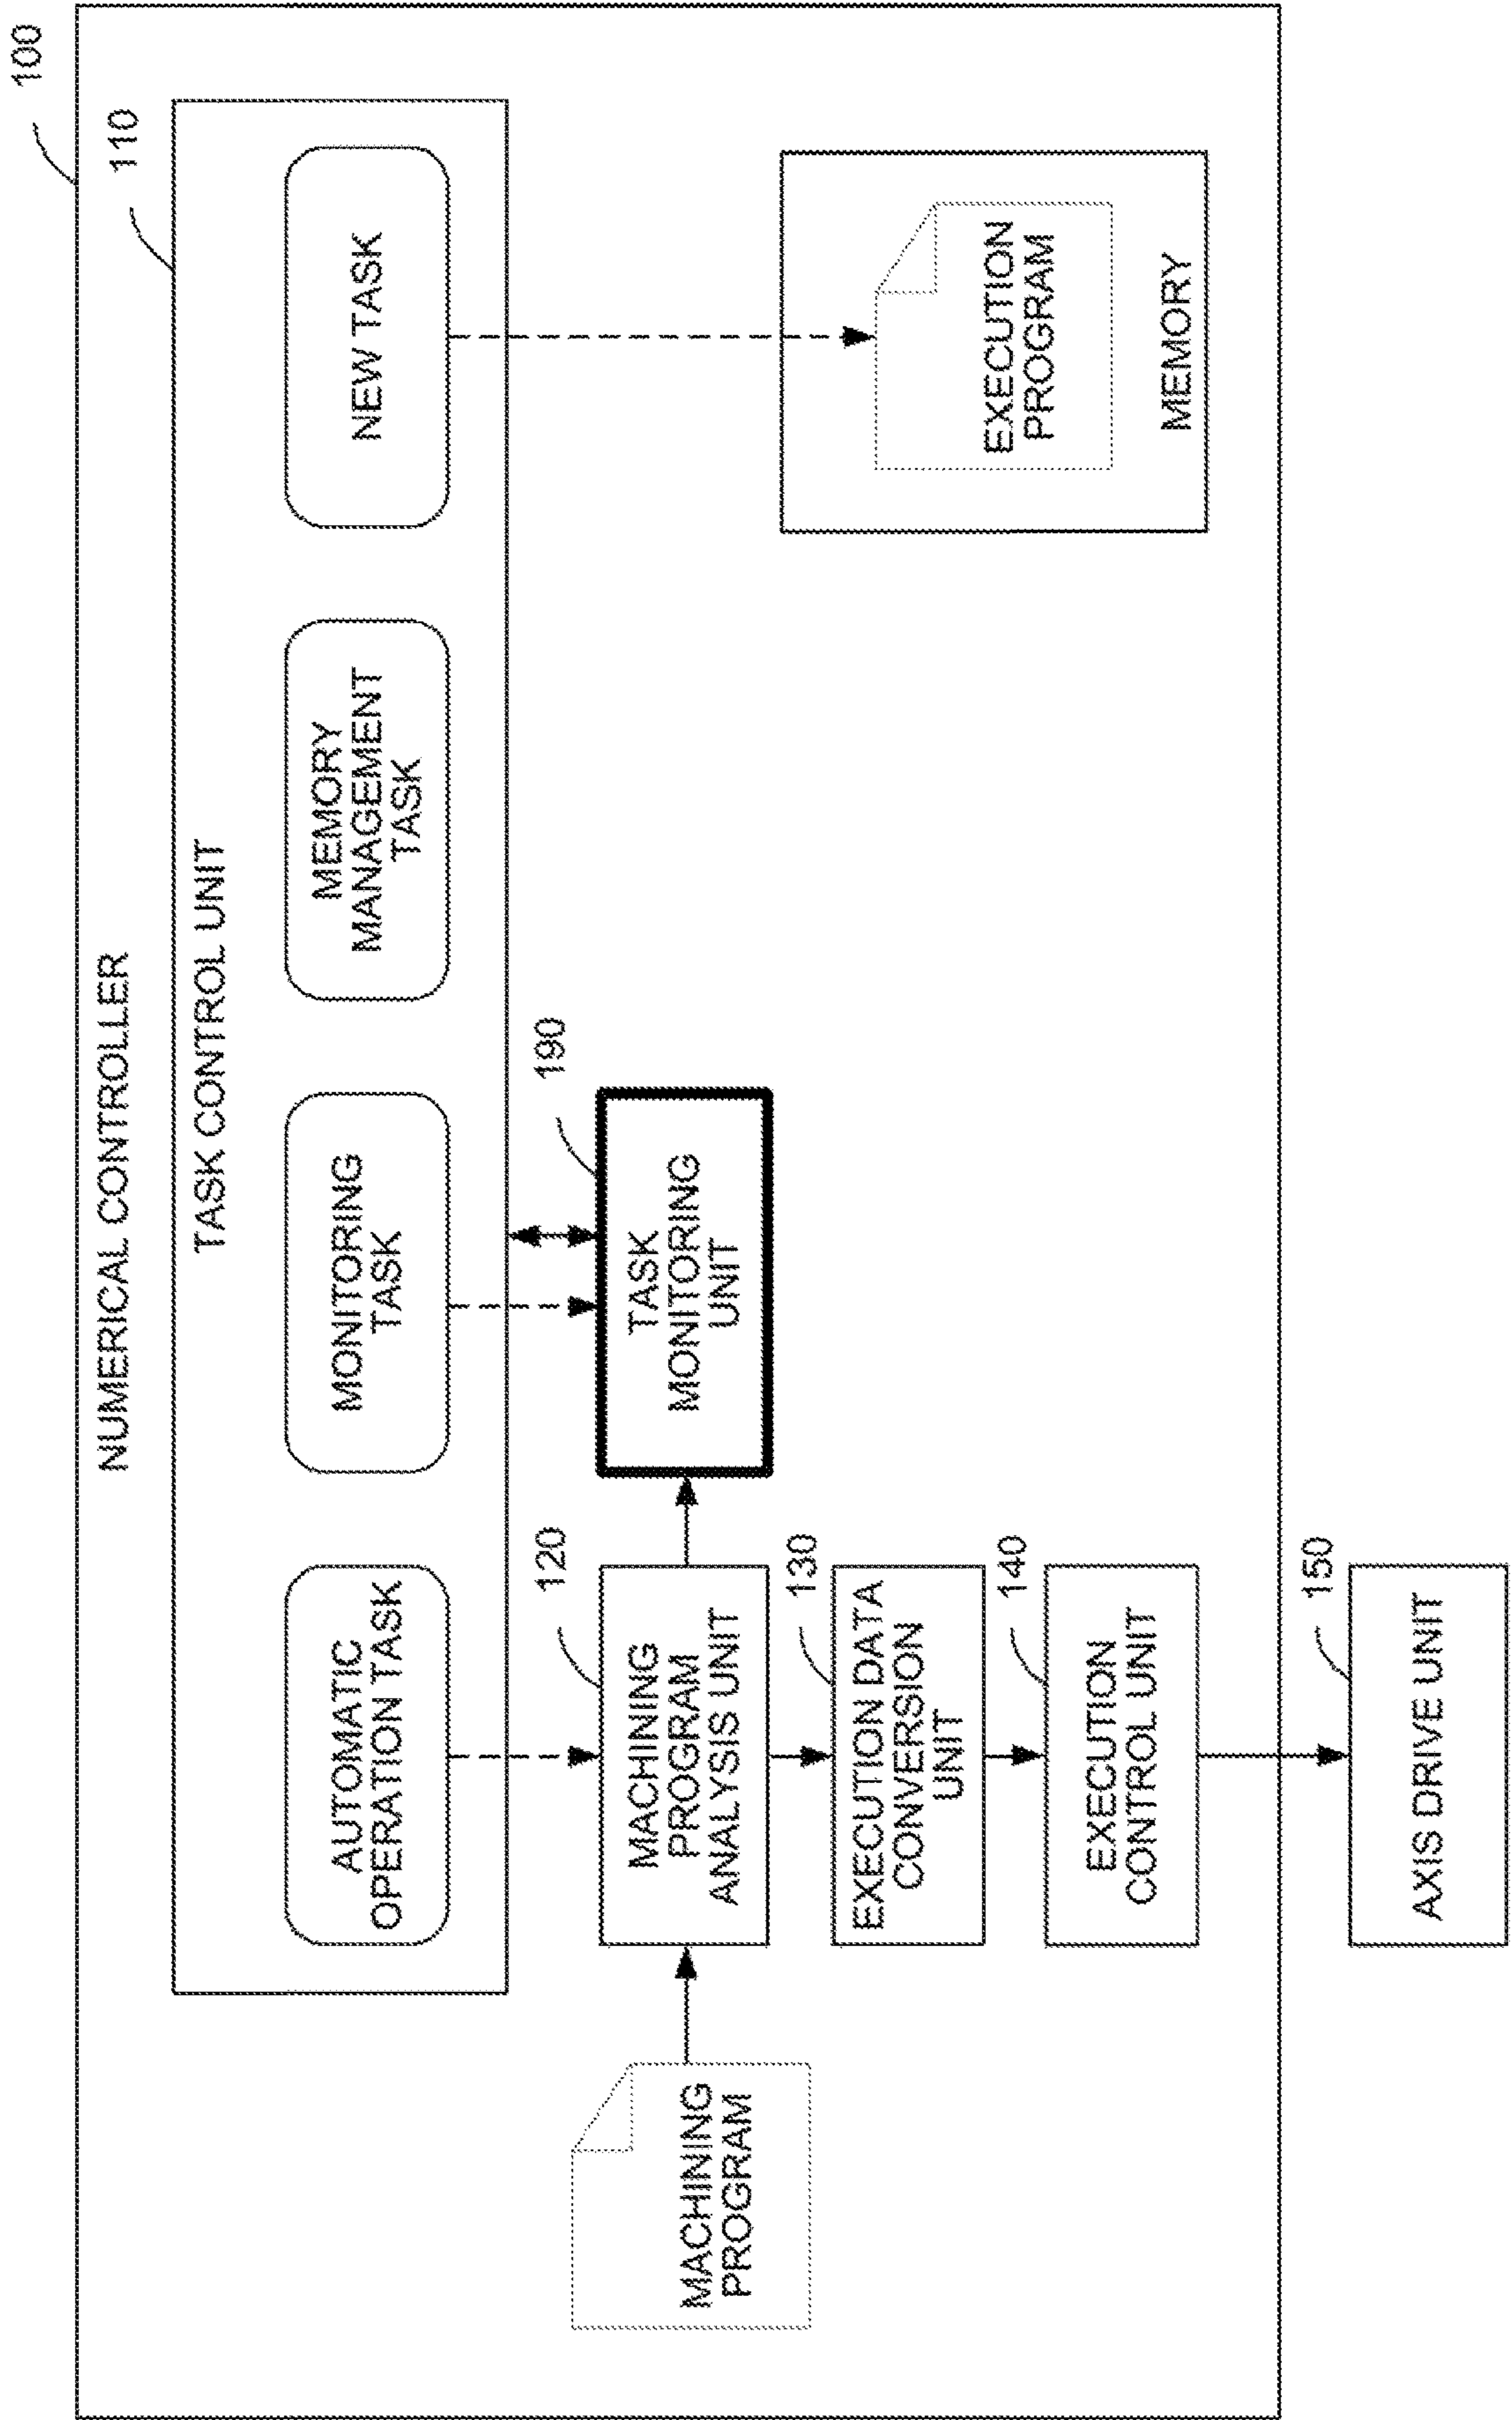 100
NUMERICAL CONTROLLER
110
TASK CONTROL UNIT
AUTOMATIC
OPERATION TASK
MONITORING
TASK
MEMORY
MANAGEMENT
TASK
NEW TASK
120
190
MACHINING
PROGRAM
MACHINING
PROGRAM
ANALYSIS UNIT
TASK
MONITORING
UNIT
130
EXECUTION DATA
CONVERSION
UNIT
EXECUTION
PROGRAM
MEMORY
140
EXECUTION
CONTROL UNIT
150
AXIS DRIVE UNIT